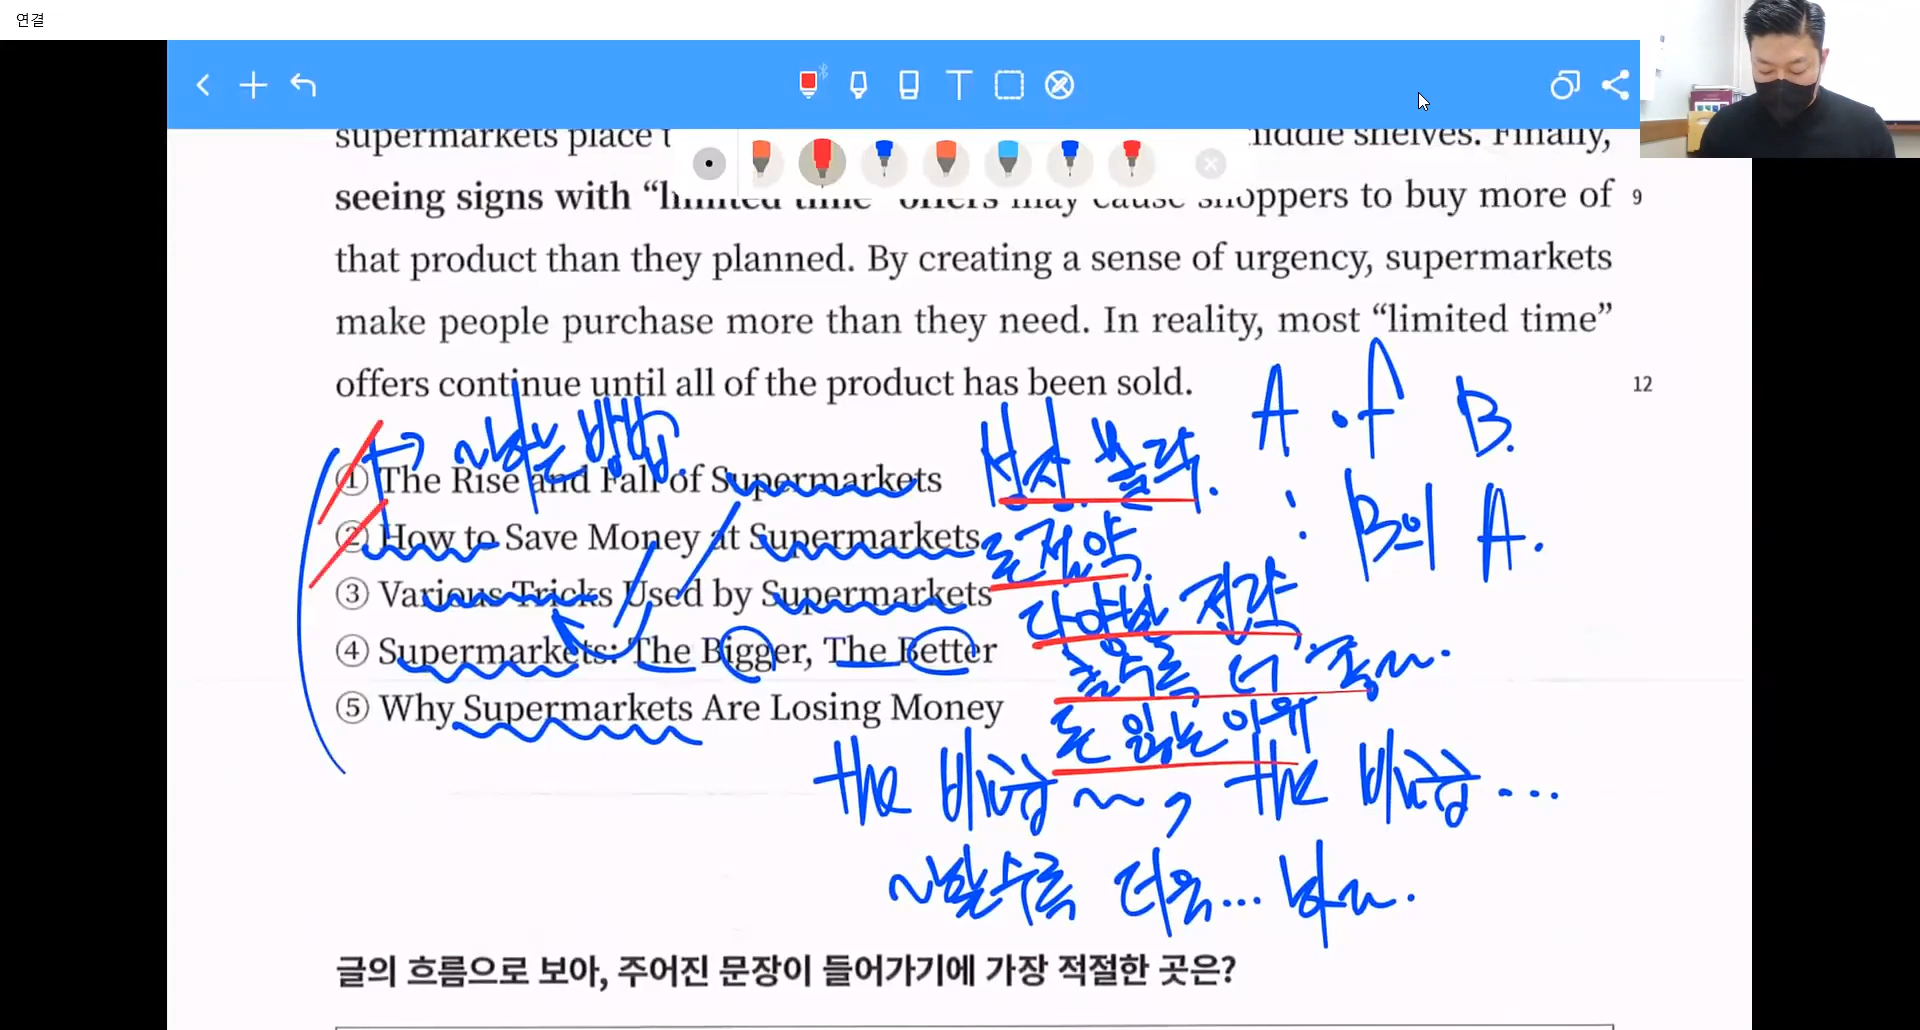 연결
supermarkets place middle shelves. Finally,
seeing signs with “limited time” offers may cause shoppers to buy more of 9
that product than they planned. By creating a sense of urgency, supermarkets
make people purchase more than they need. In reality, most “limited time”
offers continue until all of the product has been sold. 12
A of B.
: B의 A.
→ ~하는 방법.
① The Rise and Fall of Supermarkets 성장 몰락.
② How to Save Money at Supermarkets 돈 절약.
③ Various Tricks Used by Supermarkets 다양한 전략
④ Supermarkets: The Bigger, The Better 클수록 더 좋다.
⑤ Why Supermarkets Are Losing Money 돈 잃는 이유
the 비교급 ~, the 비교급 ...
~할수록 더욱... 하다.
글의 흐름으로 보아, 주어진 문장이 들어가기에 가장 적절한 곳은?